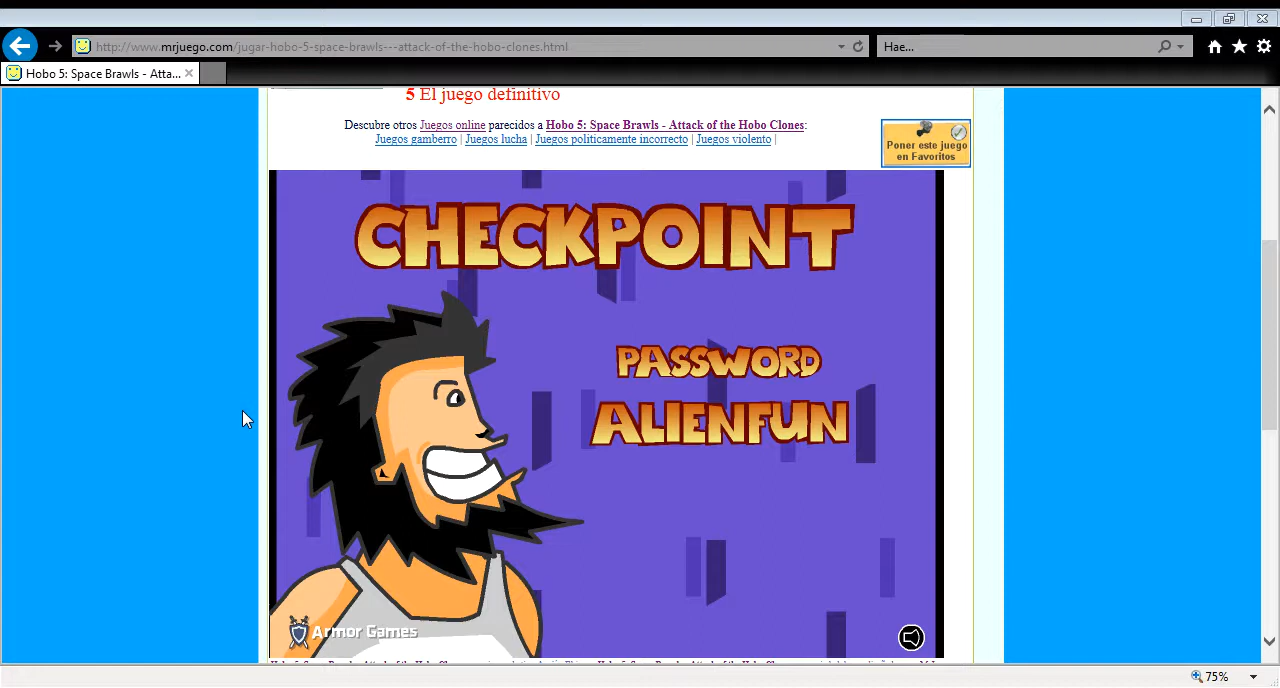 http://www.mrjuego.com/jugar-hobo-5-space-brawls---attack-of-the-hobo-clones.html
Hae...
Hobo 5: Space Brawls - Atta...
5 El juego definitivo
Descubre otros Juegos online parecidos a Hobo 5: Space Brawls - Attack of the Hobo Clones:
Juegos gamberro | Juegos lucha | Juegos politicamente incorrecto | Juegos violento |
Poner este juego
en Favoritos
CHECKPOINT
PASSWORD
ALIENFUN
Armor Games
75%